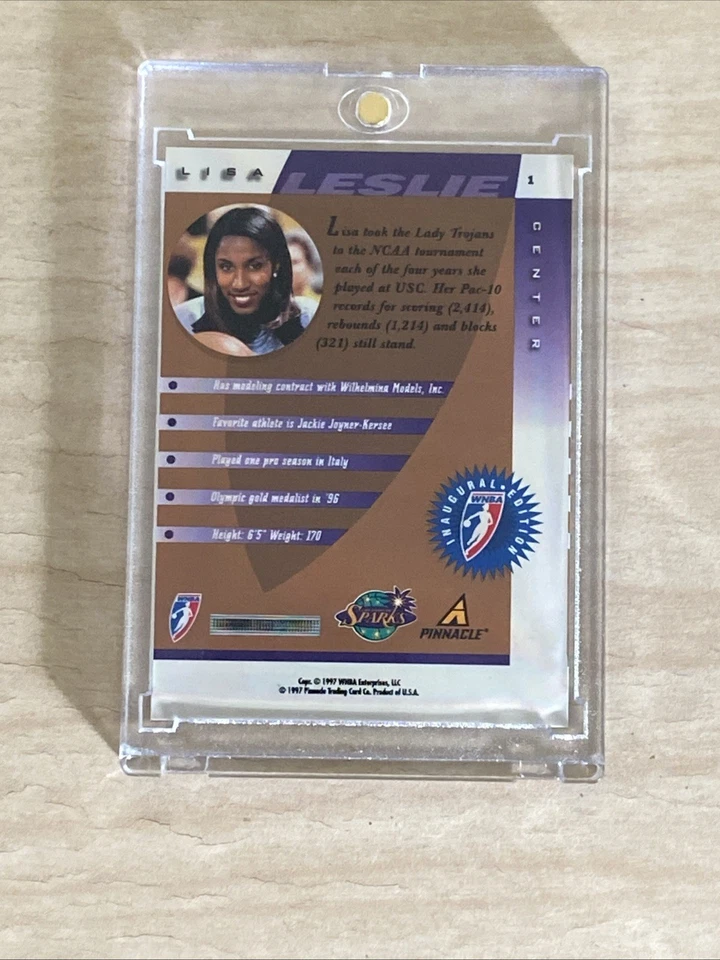 LISA LESLIE 1
CENTER
Lisa took the Lady Trojans
to the NCAA tournament
each of the four years she
played at USC. Her Pac-10
records for scoring (2,414),
rebounds (1,214) and blocks
(321) still stand.
Has modeling contract with Wilhelmina Models, Inc.
Favorite athlete is Jackie Joyner-Kersee
Played one pro season in Italy
Olympic gold medalist in '96
Height: 6'5" Weight: 170
INAUGURAL • EDITION
WNBA
WNBA
SPARKS
PINNACLE
Copr. © 1997 WNBA Enterprises, LLC
© 1997 Pinnacle Trading Card Co. Product of U.S.A.